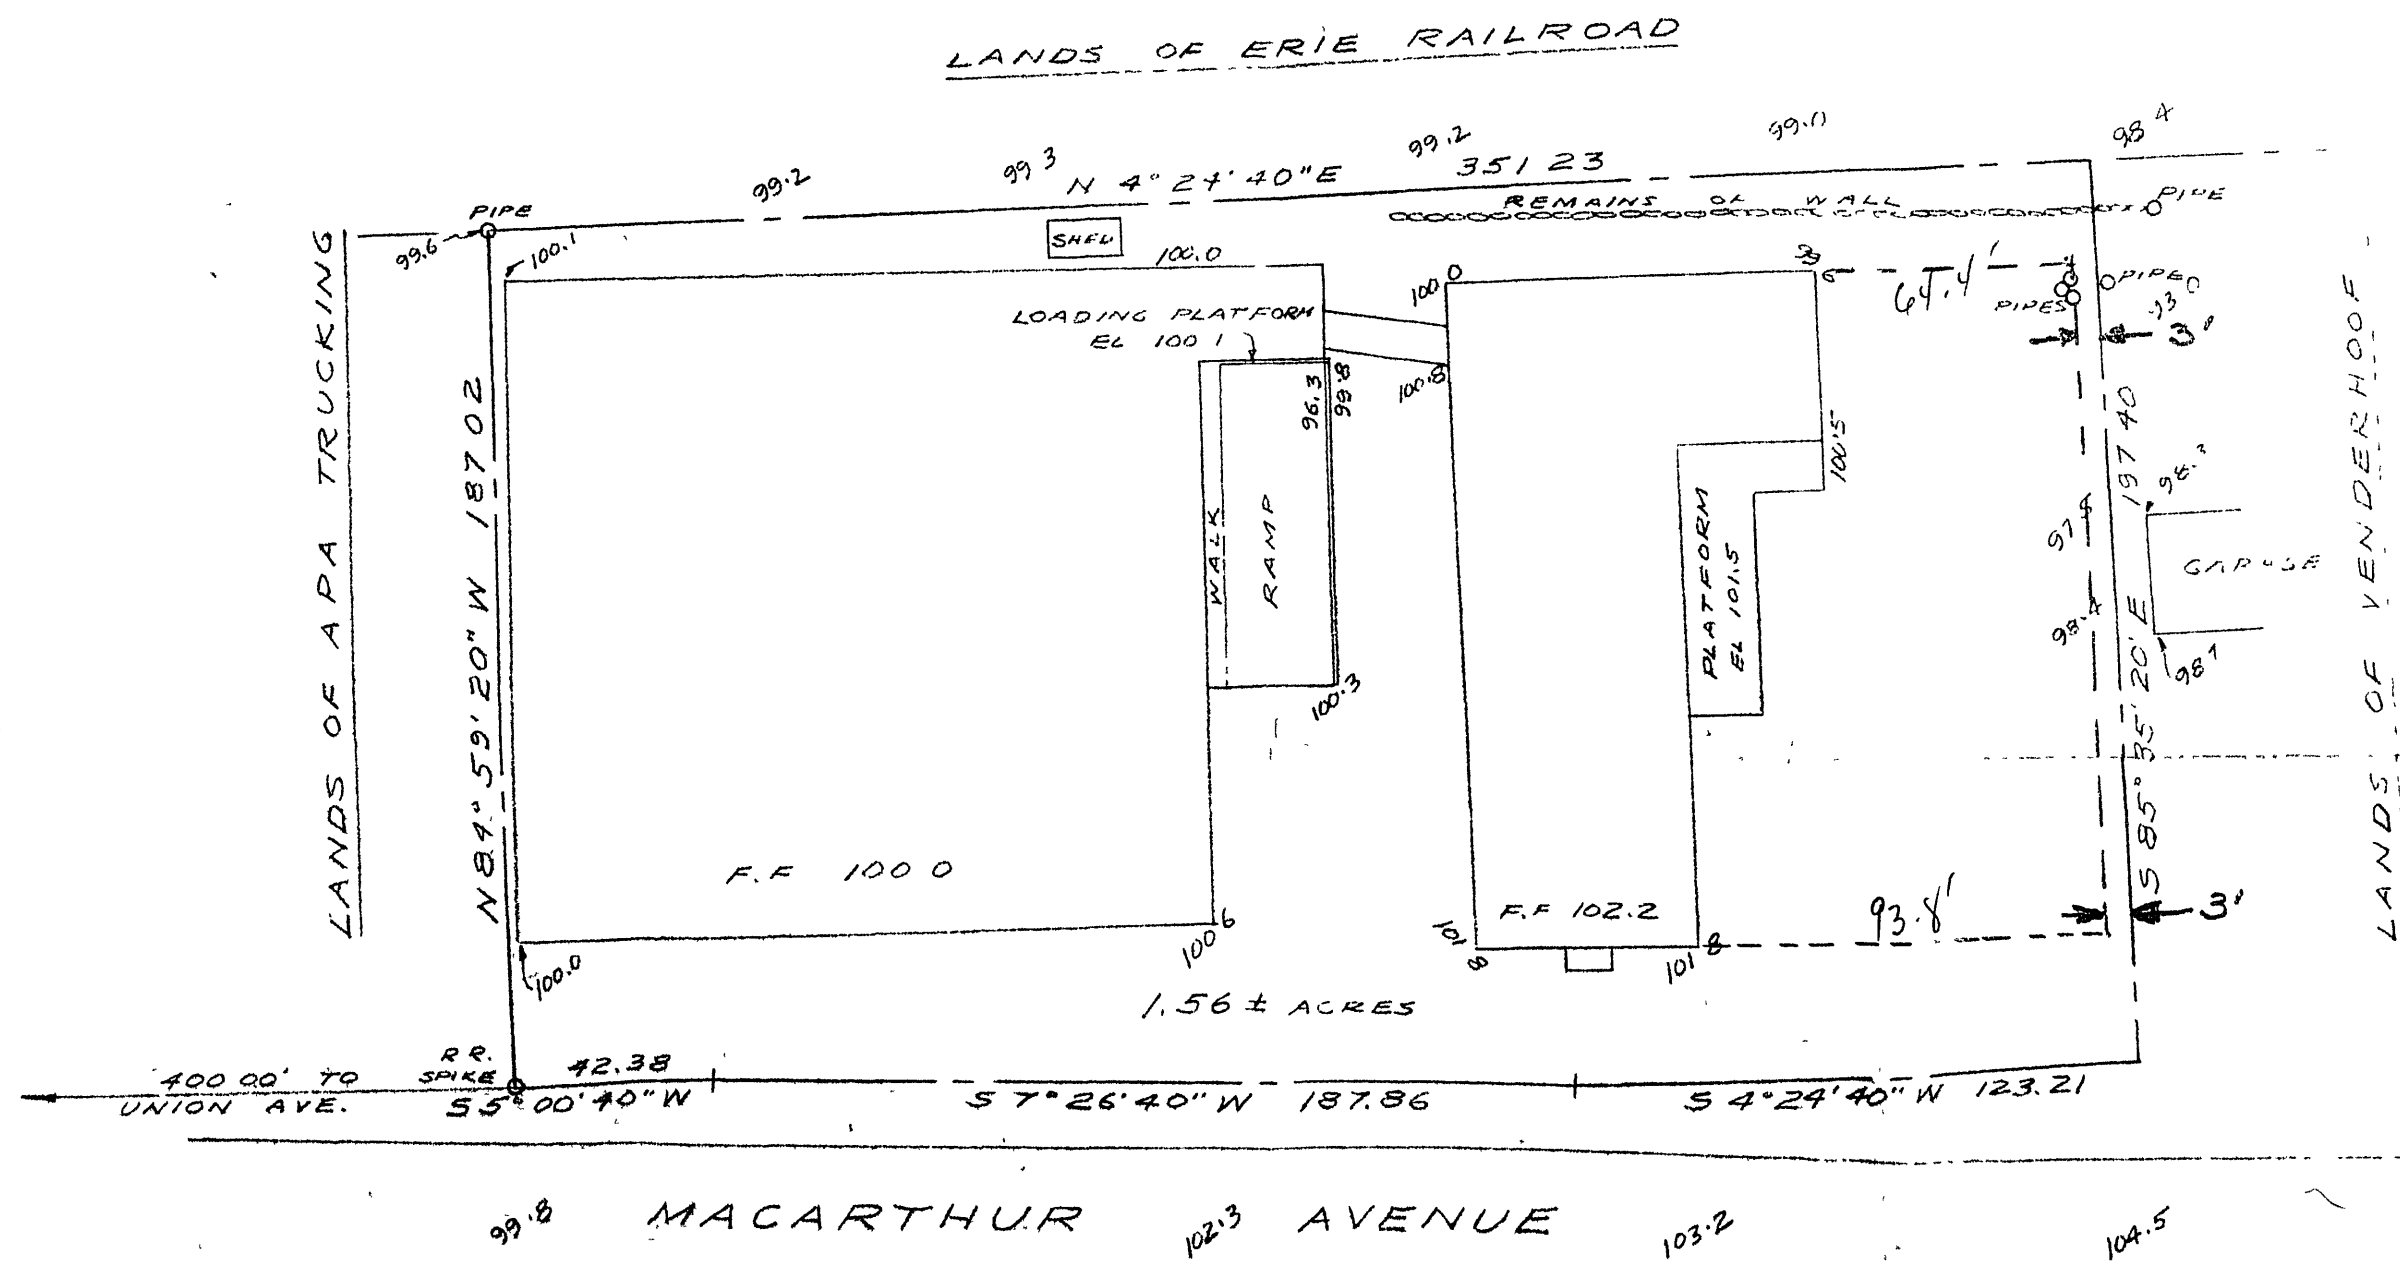 LANDS OF ERIE RAILROAD
99.2
99 3
99.2
99.0
98 4
N 4° 24' 40" E 351 23
PIPE
99.6
100.1
SHED
100.0
REMAINS OF WALL
PIPE
LANDS OF APA TRUCKING
N 84° 59' 20" W 187 02
LOADING PLATFORM
EL 100 1
100.0
100.8
96.3
99.8
WALK
RAMP
100.3
64.4'
PIPES
PIPE
3'
100.5
PLATFORM
EL 101.5
197 40
S 85° 35' 20" E
98.
98.4
GARAGE
LANDS OF VENDERHOOF
F.F 100 0
100 6
100.0
F.F 102.2
101 8
101 8
93.8'
3'
1.56 ± ACRES
R R.
SPIKE
400 00' TO
UNION AVE.
42.38
S 5° 00' 40" W
S 7° 26' 40" W 187.86
S 4° 24' 40" W 123.21
99.8
MACARTHUR AVENUE
102.3
103.2
104.5